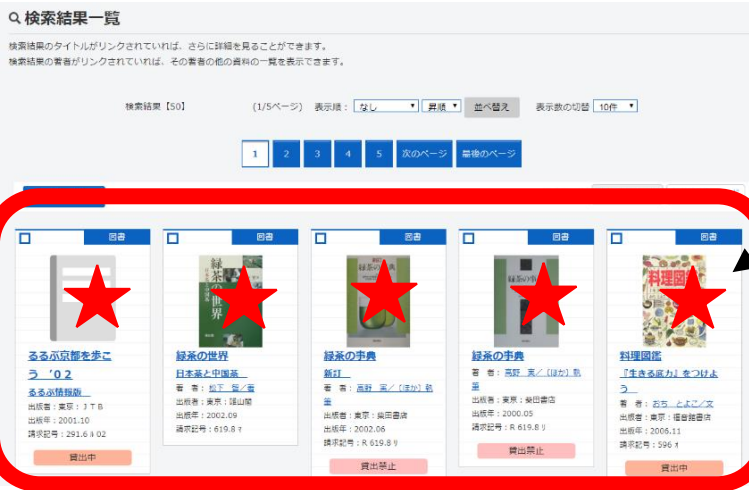 検索結果一覧
検索結果のタイトルがリンクされていれば、さらに詳細を見ることができます。
検索結果の著者がリンクされていれば、その著者の他の資料の一覧を表示できます。
検索結果【50】 (1/5ページ) 表示順： なし 昇順 並べ替え 表示数の切替 10件
1 2 3 4 5 次のページ 最後のページ
図書
るるぶ京都を歩こ
う '02
るるぶ情報版
出版者：東京：ＪＴＢ
出版年：2001.10
請求記号：291.6 ﾙ 02
貸出中
図書
緑茶の世界
緑茶の世界
日本茶と中国茶
著 者：松下 智／著
出版者：東京：雄山閣
出版年：2002.09
請求記号：619.8 ﾏ
図書
緑茶の事典
新訂
著 者：高野 実／〔ほか〕執
筆
出版者：東京：柴田書店
出版年：2002.06
請求記号：R 619.8 ﾘ
貸出禁止
図書
緑茶の事典
著 者：高野 実／〔ほか〕執
筆
出版者：東京：柴田書店
出版年：2000.05
請求記号：R 619.8 ﾘ
貸出禁止
図書
料理図鑑
『生きる底力』をつけよ
う
著 者：おち とよこ／文
出版者：東京：福音館書店
出版年：2006.11
請求記号：596 ｵ
貸出中